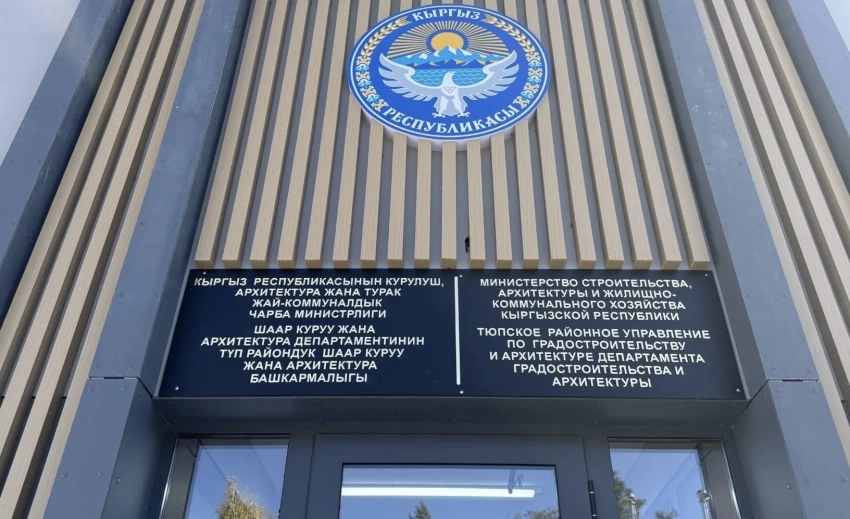 КЫРГЫЗ
РЕСПУБЛИКАСЫ
КЫРГЫЗ РЕСПУБЛИКАСЫНЫН КУРУЛУШ,
АРХИТЕКТУРА ЖАНА ТУРАК
ЖАЙ-КОММУНАЛДЫК
ЧАРБА МИНИСТРЛИГИ
ШААР КУРУУ ЖАНА
АРХИТЕКТУРА ДЕПАРТАМЕНТИНИН
ТҮП РАЙОНДУК ШААР КУРУУ
ЖАНА АРХИТЕКТУРА
БАШКАРМАЛЫГЫ
МИНИСТЕРСТВО СТРОИТЕЛЬСТВА,
АРХИТЕКТУРЫ И ЖИЛИЩНО-
КОММУНАЛЬНОГО ХОЗЯЙСТВА
КЫРГЫЗСКОЙ РЕСПУБЛИКИ
ТЮПСКОЕ РАЙОННОЕ УПРАВЛЕНИЕ
ПО ГРАДОСТРОИТЕЛЬСТВУ
И АРХИТЕКТУРЕ ДЕПАРТАМЕНТА
ГРАДОСТРОИТЕЛЬСТВА И
АРХИТЕКТУРЫ